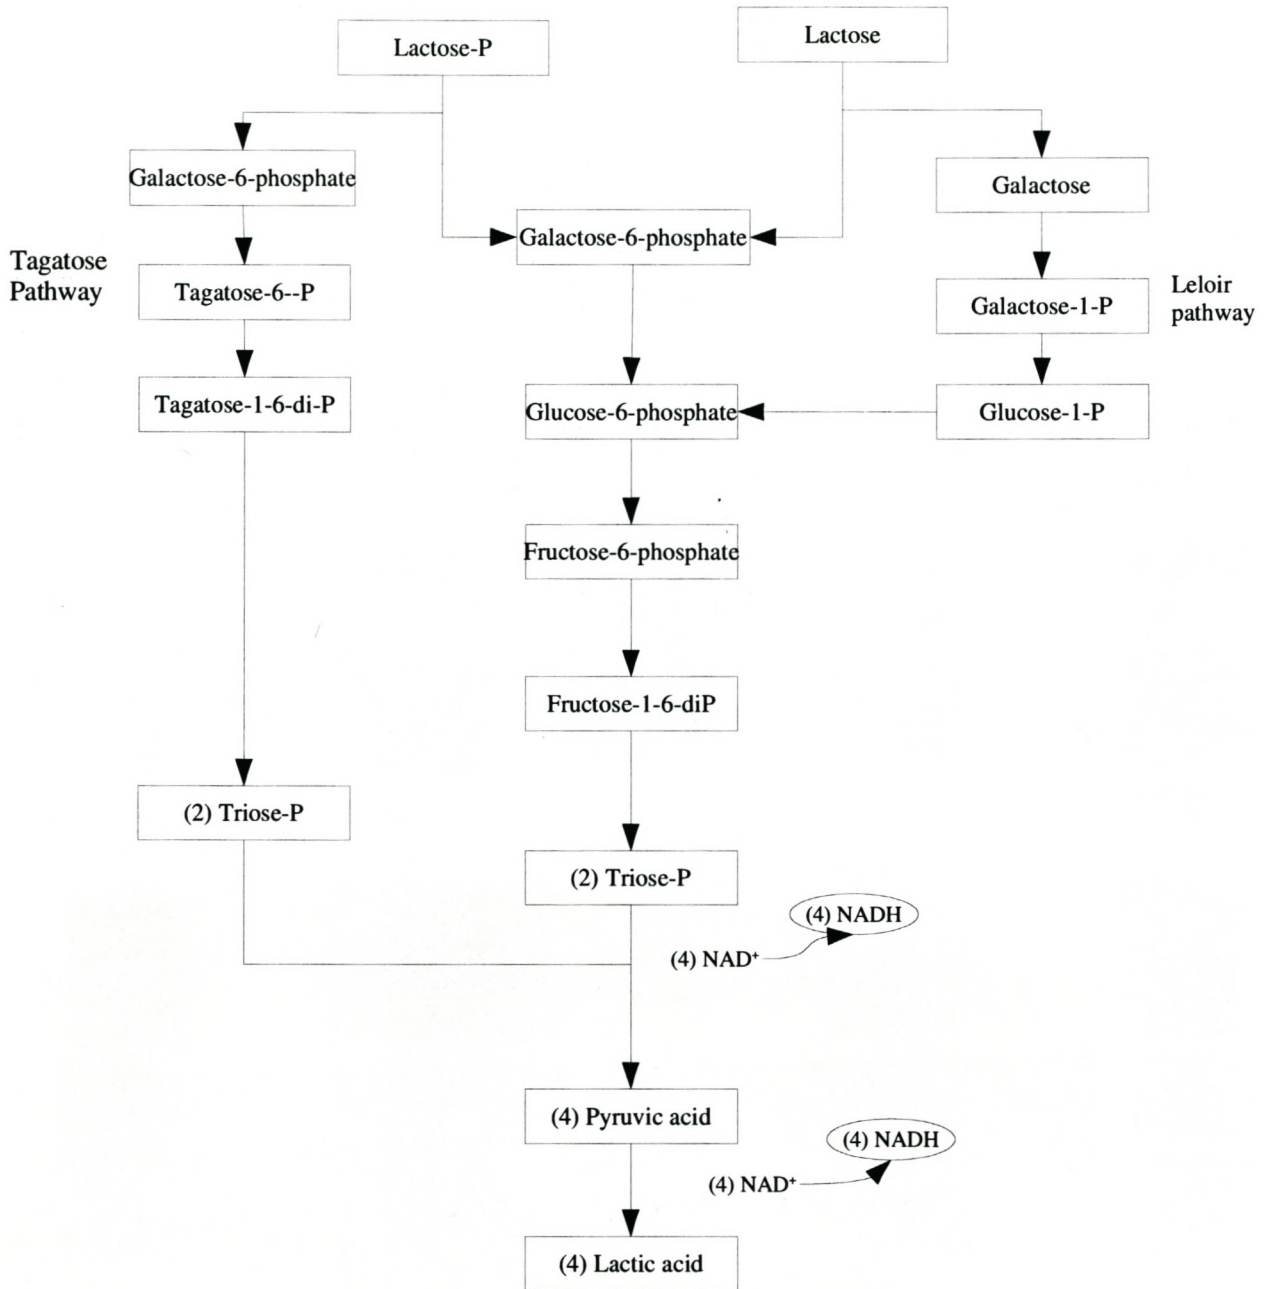 Lactose-P
Lactose
Galactose-6-phosphate
Galactose
Galactose-6-phosphate
Tagatose
Pathway
Tagatose-6--P
Galactose-1-P
Leloir
pathway
Tagatose-1-6-di-P
Glucose-6-phosphate
Glucose-1-P
Fructose-6-phosphate
Fructose-1-6-diP
(2) Triose-P
(2) Triose-P
(4) NADH
(4) NAD⁺
(4) Pyruvic acid
(4) NADH
(4) NAD⁺
(4) Lactic acid